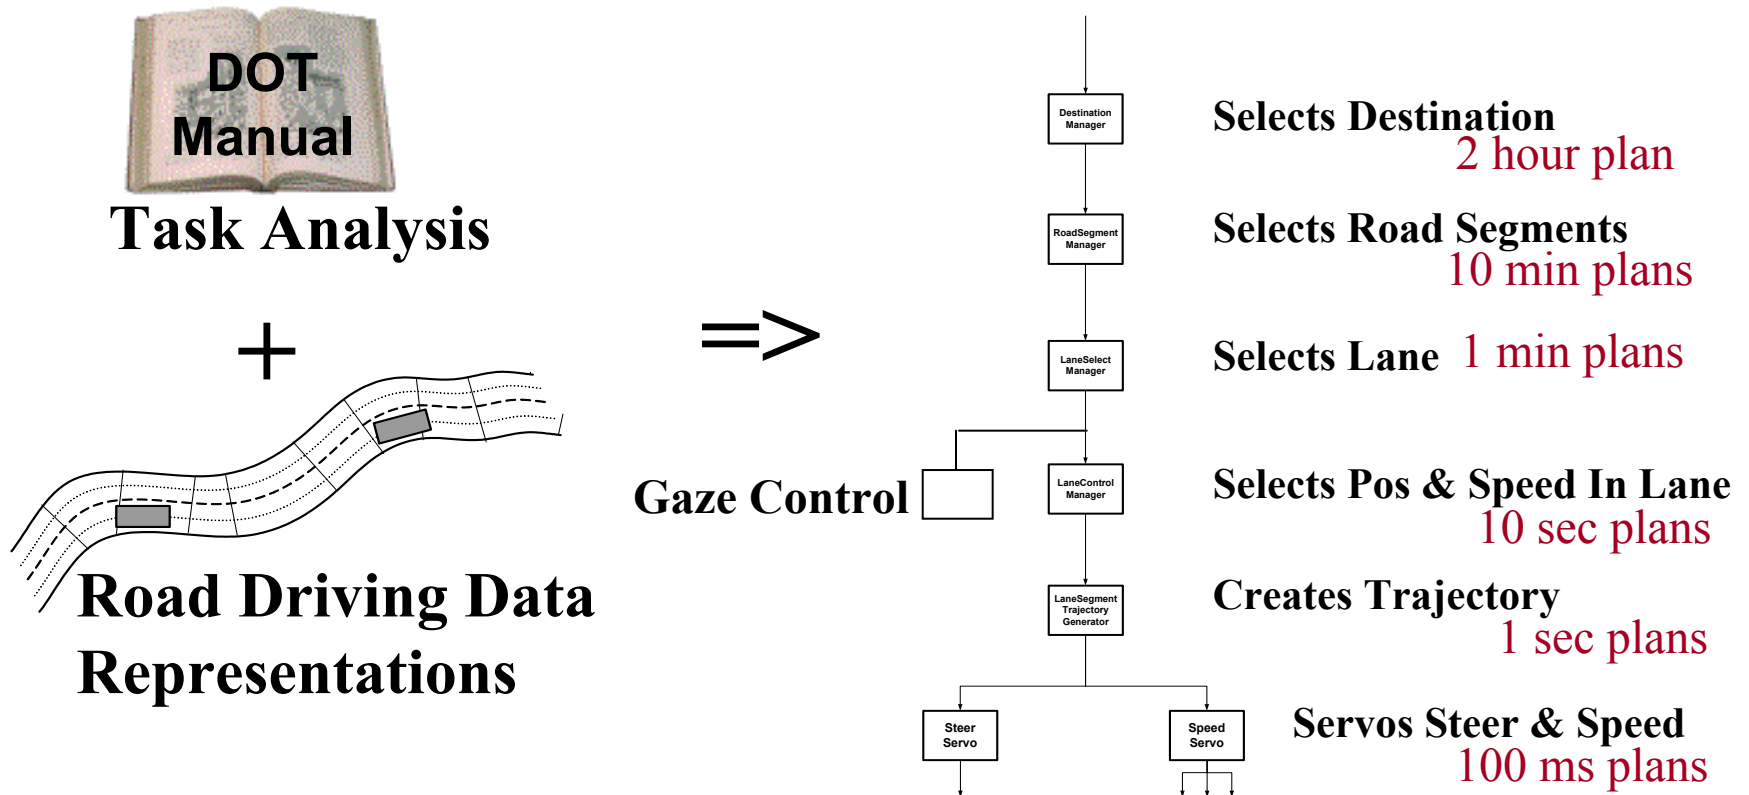 DOT
Manual
Task Analysis
+
Road Driving Data
Representations
=>
Gaze Control
Destination
Manager
Selects Destination
2 hour plan
RoadSegment
Manager
Selects Road Segments
10 min plans
LaneSelect
Manager
Selects Lane 1 min plans
LaneControl
Manager
Selects Pos & Speed In Lane
10 sec plans
LaneSegment
Trajectory
Generator
Creates Trajectory
1 sec plans
Steer
Servo
Speed
Servo
Servos Steer & Speed
100 ms plans